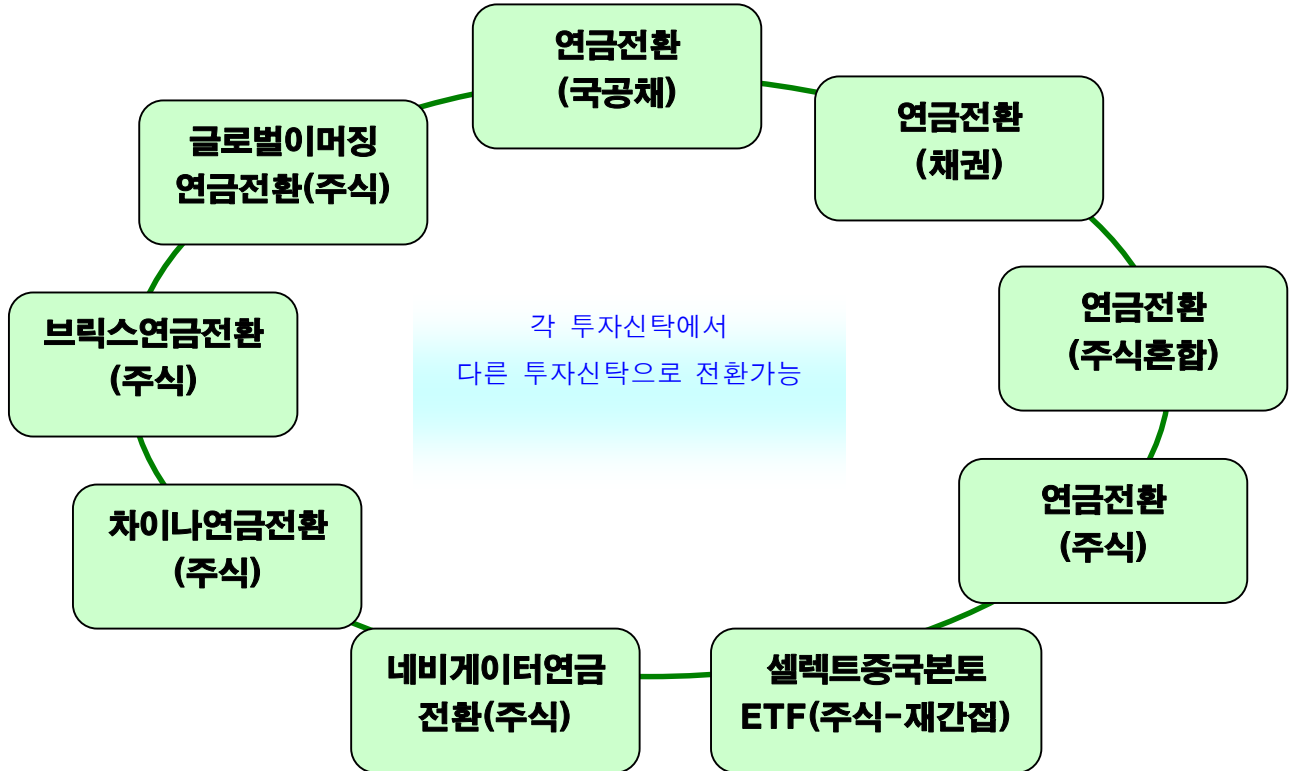 연금전환
(국공채)
연금전환
(채권)
글로벌이머징
연금전환(주식)
연금전환
(주식혼합)
브릭스연금전환
(주식)
각 투자신탁에서
다른 투자신탁으로 전환가능
연금전환
(주식)
차이나연금전환
(주식)
네비게이터연금
전환(주식)
셀렉트중국본토
ETF(주식-재간접)